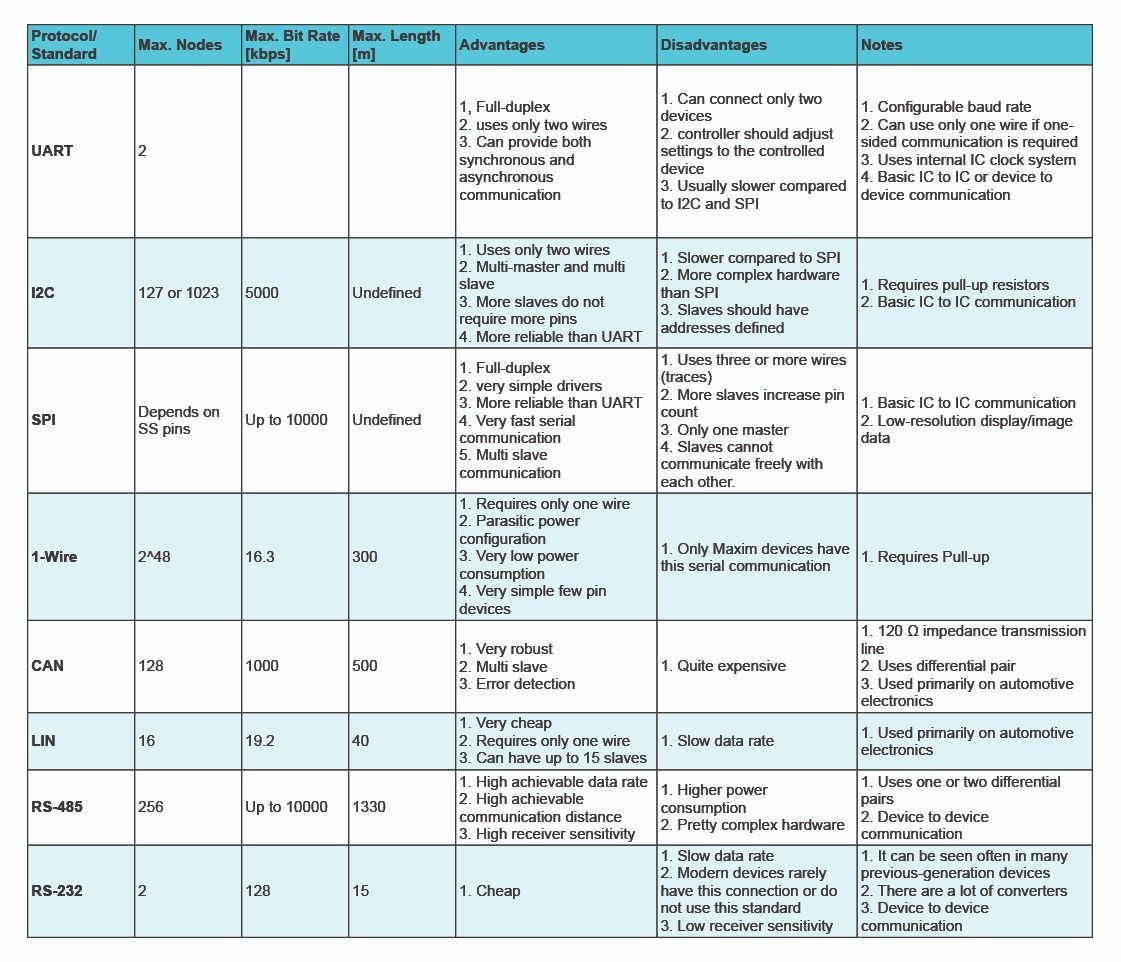 Protocol/
Standard
Max. Nodes
Max. Bit Rate
[kbps]
Max. Length
[m]
Advantages
Disadvantages
Notes
UART
2
1, Full-duplex
2. uses only two wires
3. Can provide both
synchronous and
asynchronous
communication
1. Can connect only two
devices
2. controller should adjust
settings to the controlled
device
3. Usually slower compared
to I2C and SPI
1. Configurable baud rate
2. Can use only one wire if one-
sided communication is required
3. Uses internal IC clock system
4. Basic IC to IC or device to
device communication
I2C
127 or 1023
5000
Undefined
1. Uses only two wires
2. Multi-master and multi
slave
3. More slaves do not
require more pins
4. More reliable than UART
1. Slower compared to SPI
2. More complex hardware
than SPI
3. Slaves should have
addresses defined
1. Requires pull-up resistors
2. Basic IC to IC communication
SPI
Depends on
SS pins
Up to 10000
Undefined
1. Full-duplex
2. very simple drivers
3. More reliable than UART
4. Very fast serial
communication
5. Multi slave
communication
1. Uses three or more wires
(traces)
2. More slaves increase pin
count
3. Only one master
4. Slaves cannot
communicate freely with
each other.
1. Basic IC to IC communication
2. Low-resolution display/image
data
1-Wire
2^48
16.3
300
1. Requires only one wire
2. Parasitic power
configuration
3. Very low power
consumption
4. Very simple few pin
devices
1. Only Maxim devices have
this serial communication
1. Requires Pull-up
CAN
128
1000
500
1. Very robust
2. Multi slave
3. Error detection
1. Quite expensive
1. 120 Ω impedance transmission
line
2. Uses differential pair
3. Used primarily on automotive
electronics
LIN
16
19.2
40
1. Very cheap
2. Requires only one wire
3. Can have up to 15 slaves
1. Slow data rate
1. Used primarily on automotive
electronics
RS-485
256
Up to 10000
1330
1. High achievable data rate
2. High achievable
communication distance
3. High receiver sensitivity
1. Higher power
consumption
2. Pretty complex hardware
1. Uses one or two differential
pairs
2. Device to device
communication
RS-232
2
128
15
1. Cheap
1. Slow data rate
2. Modern devices rarely
have this connection or do
not use this standard
3. Low receiver sensitivity
1. It can be seen often in many
previous-generation devices
2. There are a lot of converters
3. Device to device
communication